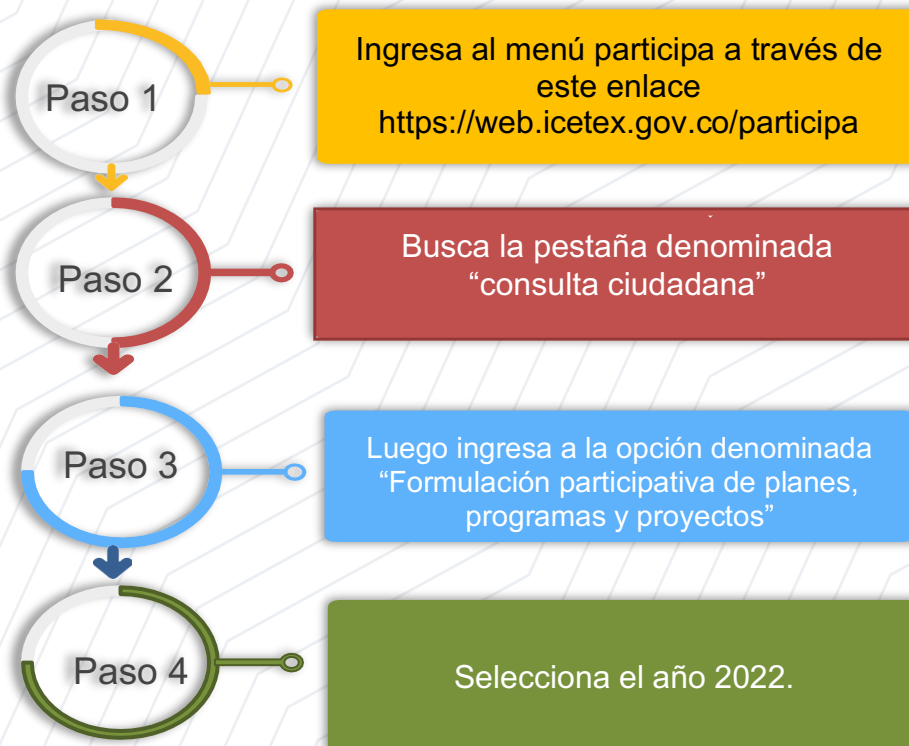 Paso 1
Ingresa al menú participa a través de
este enlace
https://web.icetex.gov.co/participa
Paso 2
Busca la pestaña denominada
“consulta ciudadana”
Paso 3
Luego ingresa a la opción denominada
“Formulación participativa de planes,
programas y proyectos”
Paso 4
Selecciona el año 2022.